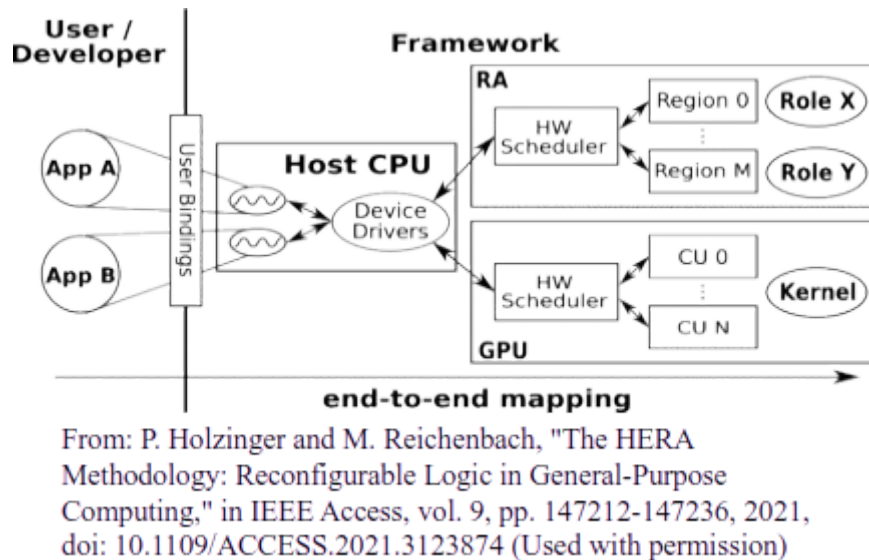 User /
Developer
Framework
App A
App B
User Bindings
Host CPU
Device
Drivers
RA
HW
Scheduler
Region 0
⋮
Region M
Role X
Role Y
HW
Scheduler
CU 0
⋮
CU N
Kernel
GPU
end-to-end mapping
From: P. Holzinger and M. Reichenbach, "The HERA
Methodology: Reconfigurable Logic in General-Purpose
Computing," in IEEE Access, vol. 9, pp. 147212-147236, 2021,
doi: 10.1109/ACCESS.2021.3123874 (Used with permission)